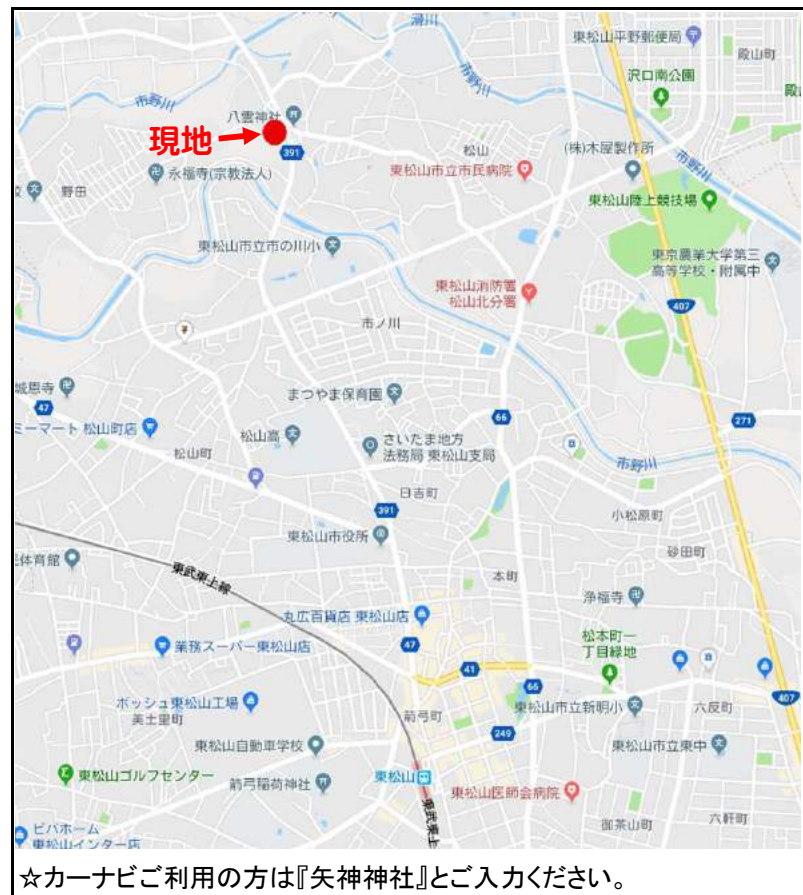 滑川
東松山平野郵便局
殿山町
沢口南公園
市野川
市野川
八雲神社
現地
391
松山
(株)木屋製作所
市野川
永福寺(宗教法人)
東松山市立市民病院
野田
東松山陸上競技場
東松山市立市の川小
東京農業大学第三
高等学校・附属中
東松山消防署
松山北分署
407
市ノ川
城恩寺
47
まつやま保育園
66
271
ミーマート 松山町店
松山高
さいたま地方
法務局 東松山支局
松山町
市野川
日吉町
391
小松原町
東松山市役所
砂田町
体育館
本町
東武東上線
浄福寺
丸広百貨店 東松山店
松本町一
丁目緑地
47
業務スーパー東松山店
41
66
407
ボッシュ東松山工場
美土里町
箭弓町
東松山市立新明小
六反町
249
東松山自動車学校
東松山市立東中
東松山ゴルフセンター
箭弓稲荷神社
東松山
東松山医師会病院
東武東上
御茶山町
六軒町
ビバホーム
東松山インター店
☆カーナビご利用の方は『矢神神社』とご入力ください。